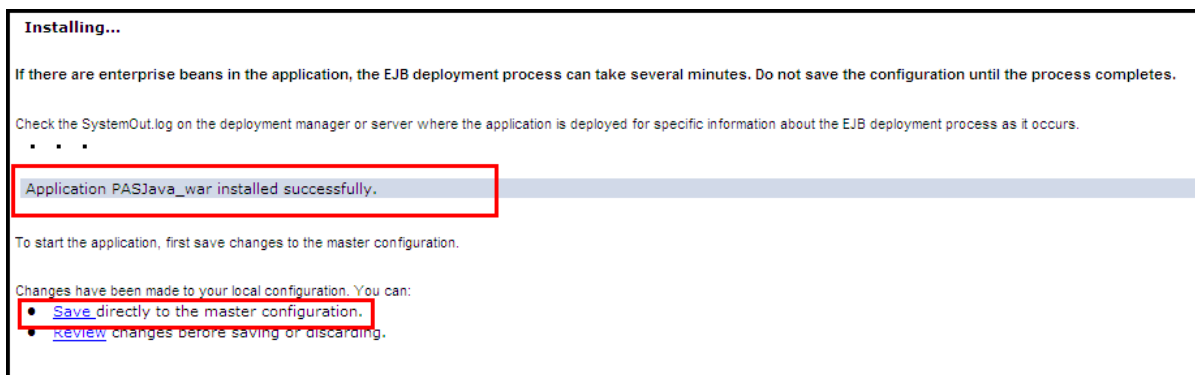 Installing...
If there are enterprise beans in the application, the EJB deployment process can take several minutes. Do not save the configuration until the process completes.
Check the SystemOut.log on the deployment manager or server where the application is deployed for specific information about the EJB deployment process as it occurs.
. . .
Application PASJava_war installed successfully.
To start the application, first save changes to the master configuration.
Changes have been made to your local configuration. You can:
● Save directly to the master configuration.
● Review changes before saving or discarding.